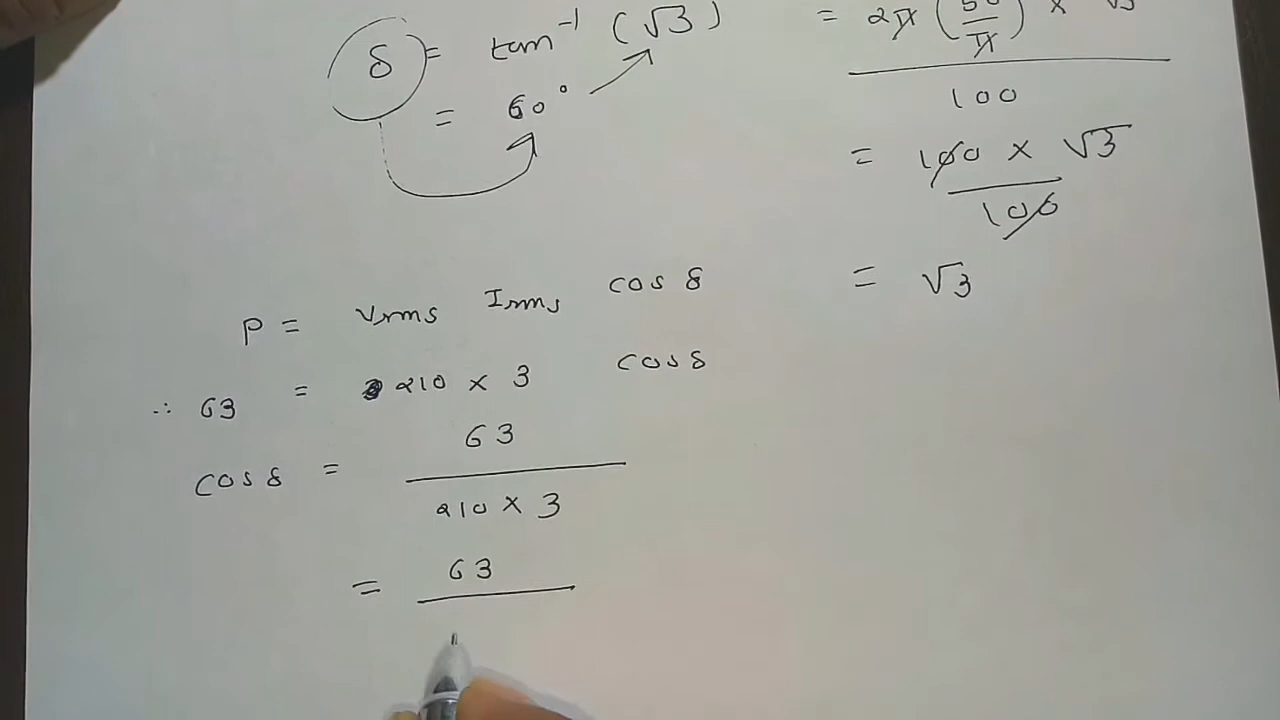 δ = tan⁻¹ (√3)
= 60°
= 2π (50/π) × √3
100
= 100 × √3
100
= √3
P = Vrms Irms cos δ
∴ 63 = 210 × 3 cos δ
cos δ = 63
210 × 3
= 63